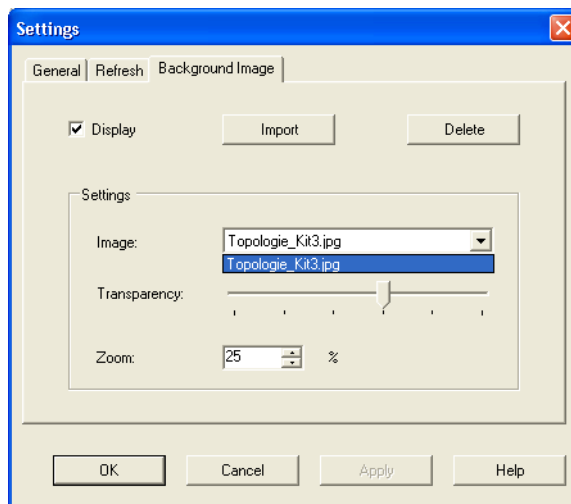 Settings
General Refresh Background Image
Display Import Delete
Settings
Image: Topologie_Kit3.jpg
Topologie_Kit3.jpg
Transparency:
Zoom: 25 %
OK Cancel Apply Help